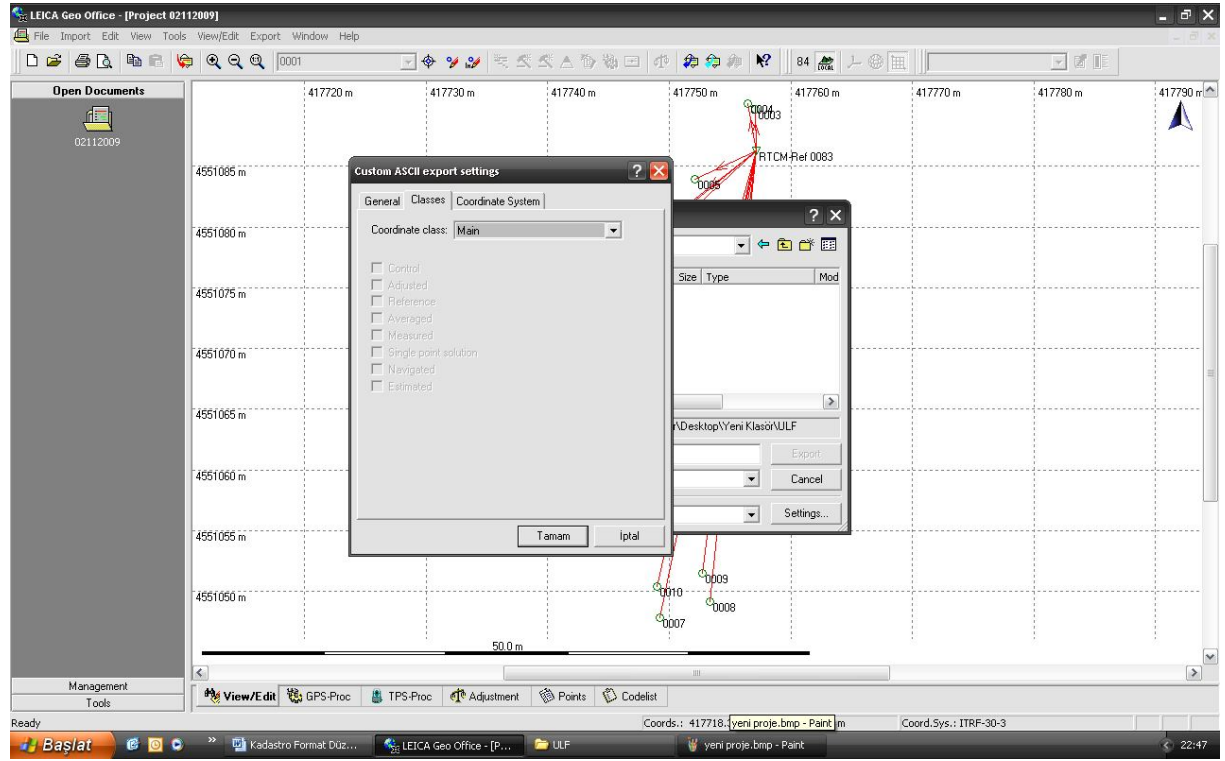 LEICA Geo Office - [Project 02112009]
File Import Edit View Tools View/Edit Export Window Help
0001
84
LOCAL
Open Documents
02112009
417720 m 417730 m 417740 m 417750 m 417760 m 417770 m 417780 m 417790 m
0004
0003
RTCM-Ref 0083
0005
4551085 m
4551080 m
4551075 m
4551070 m
4551065 m
4551060 m
4551055 m
4551050 m
Custom ASCII export settings
General Classes Coordinate System
Coordinate class: Main
Control
Adjusted
Reference
Averaged
Measured
Single point solution
Navigated
Estimated
Tamam İptal
Size Type Mod
\Desktop\Yeni Klasör\ULF
Export
Cancel
Settings...
0009
0010
0008
0007
50.0 m
Management
Tools
View/Edit GPS-Proc TPS-Proc Adjustment Points Codelist
Ready Coords.: 417718. yeni proje.bmp - Paint m Coord.Sys.: ITRF-30-3
Başlat Kadastro Format Düz... LEICA Geo Office - [P... ULF yeni proje.bmp - Paint 22:47